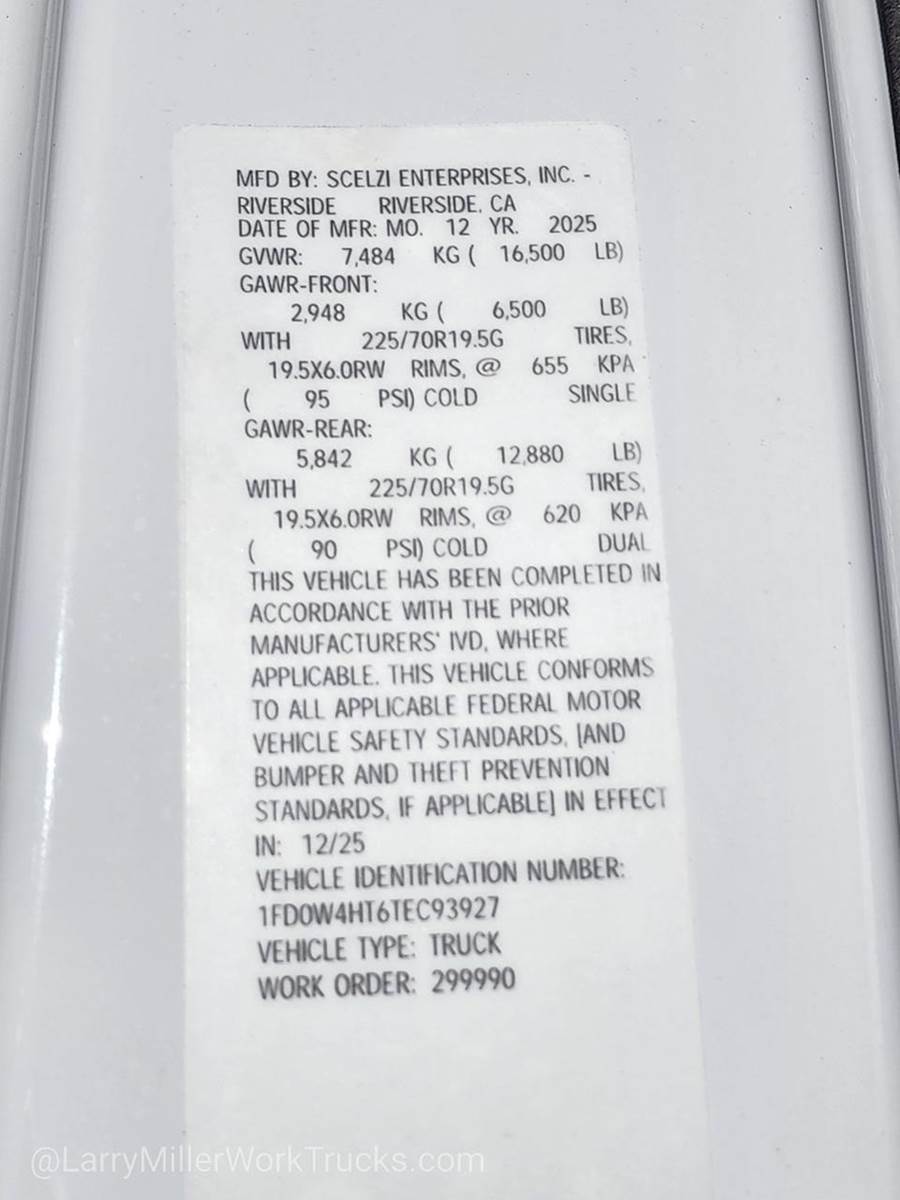 MFD BY: SCELZI ENTERPRISES, INC. -
RIVERSIDE RIVERSIDE, CA
DATE OF MFR: MO. 12 YR. 2025
GVWR: 7,484 KG ( 16,500 LB)
GAWR-FRONT:
2,948 KG ( 6,500 LB)
WITH 225/70R19.5G TIRES,
19.5X6.0RW RIMS, @ 655 KPA
( 95 PSI) COLD SINGLE
GAWR-REAR:
5,842 KG ( 12,880 LB)
WITH 225/70R19.5G TIRES,
19.5X6.0RW RIMS, @ 620 KPA
( 90 PSI) COLD DUAL
THIS VEHICLE HAS BEEN COMPLETED IN
ACCORDANCE WITH THE PRIOR
MANUFACTURERS' IVD, WHERE
APPLICABLE. THIS VEHICLE CONFORMS
TO ALL APPLICABLE FEDERAL MOTOR
VEHICLE SAFETY STANDARDS, [AND
BUMPER AND THEFT PREVENTION
STANDARDS, IF APPLICABLE] IN EFFECT
IN: 12/25
VEHICLE IDENTIFICATION NUMBER:
1FD0W4HT6TEC93927
VEHICLE TYPE: TRUCK
WORK ORDER: 299990
@LarryMillerWorkTrucks.com